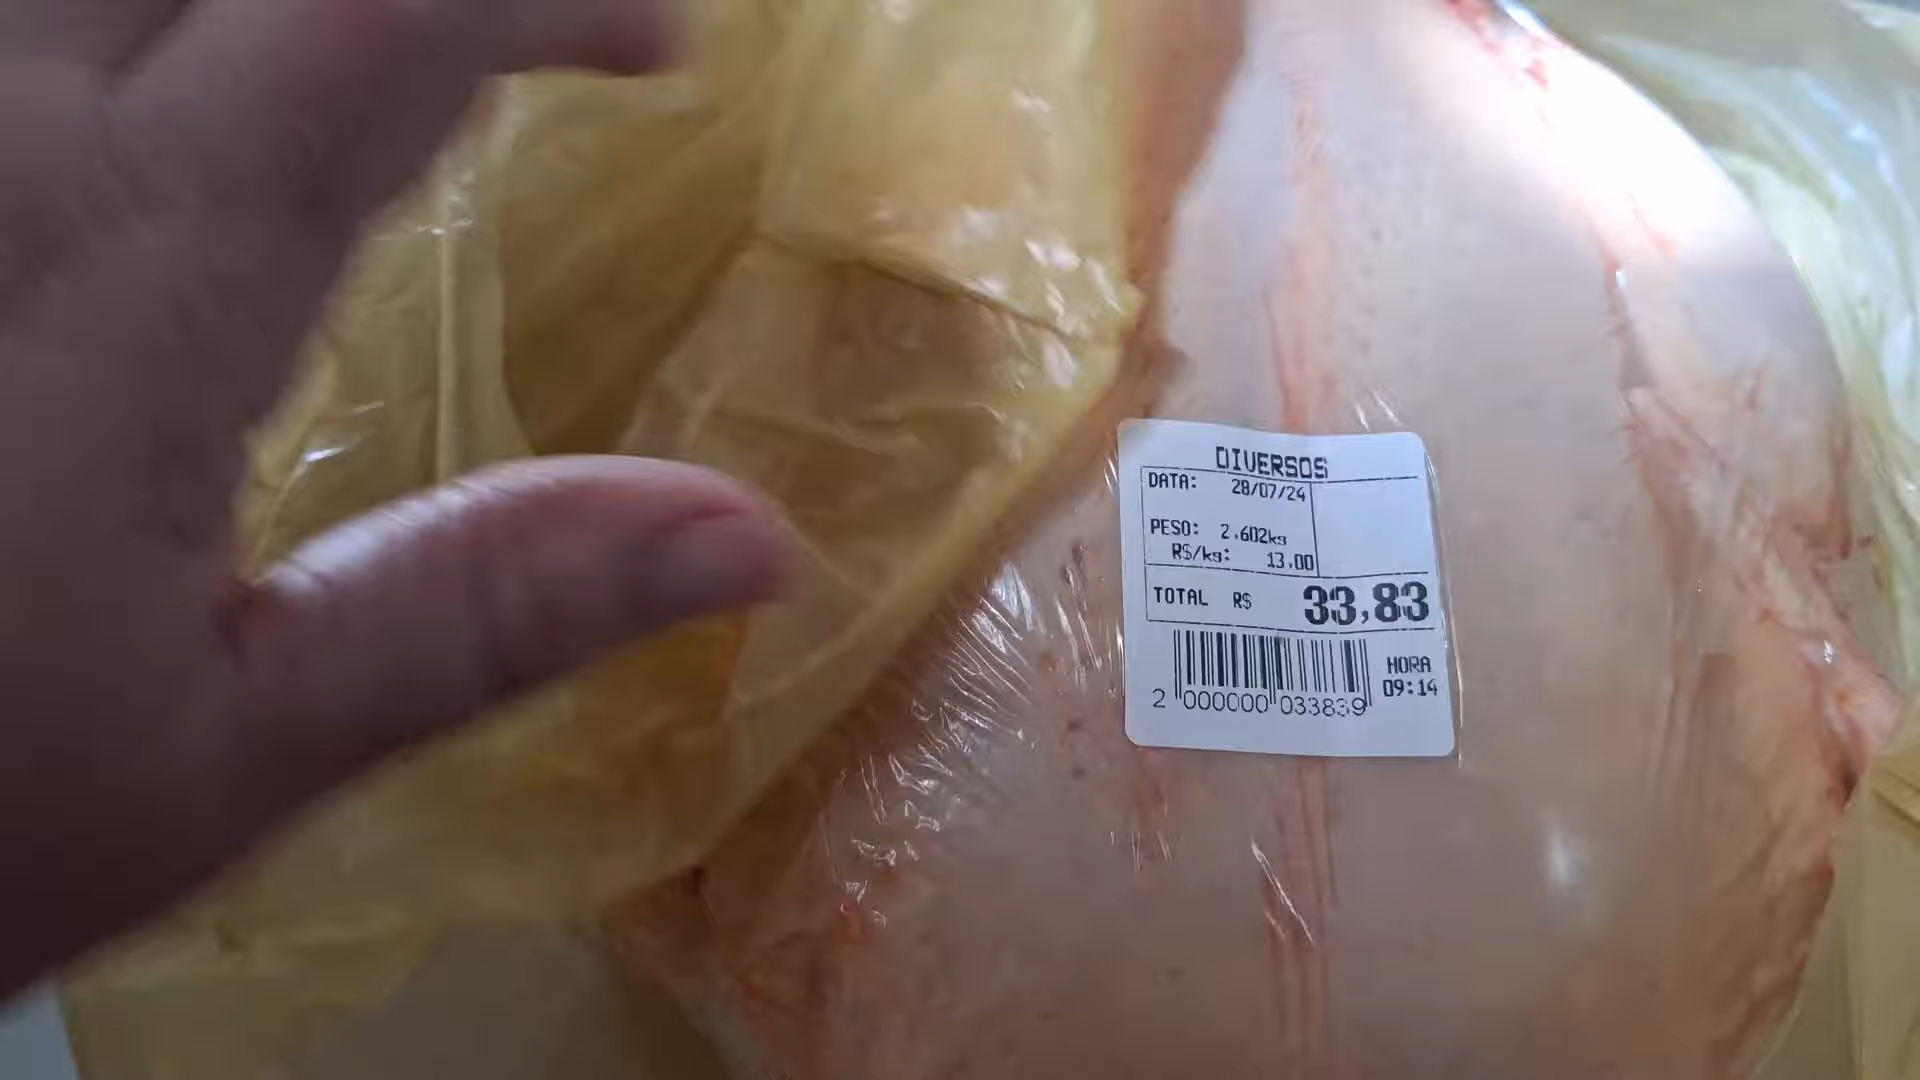 DIVERSOS
DATA: 28/07/24
PESO: 2.602kg
R$/kg: 13.00
TOTAL R$ 33,83
HORA
09:14
2 000000 033839